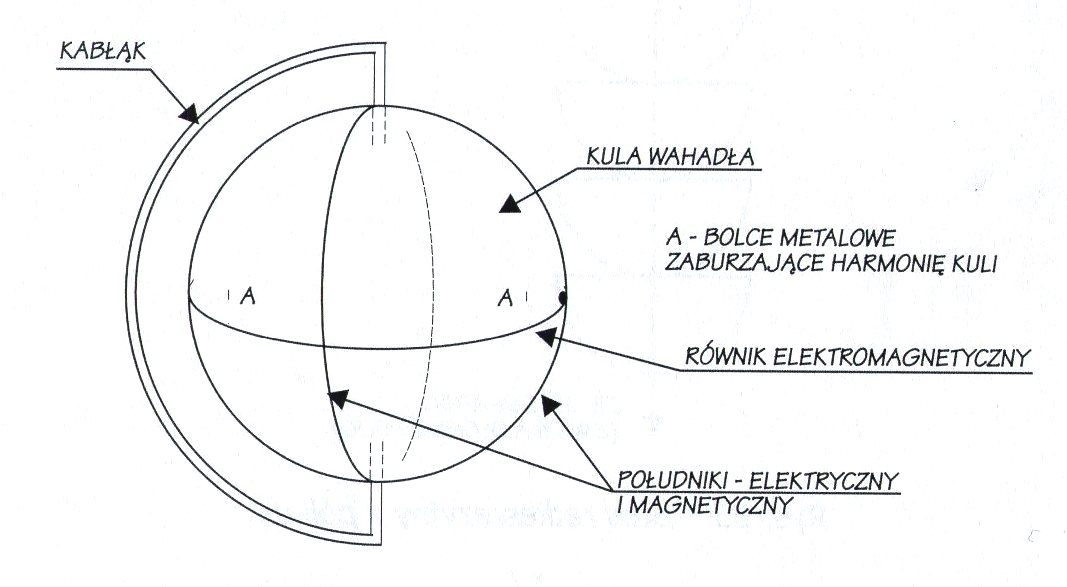 KABŁĄK
KULA WAHADŁA
A - BOLCE METALOWE
ZABURZAJĄCE HARMONIĘ KULI
A
A
RÓWNIK ELEKTROMAGNETYCZNY
POŁUDNIKI - ELEKTRYCZNY
I MAGNETYCZNY